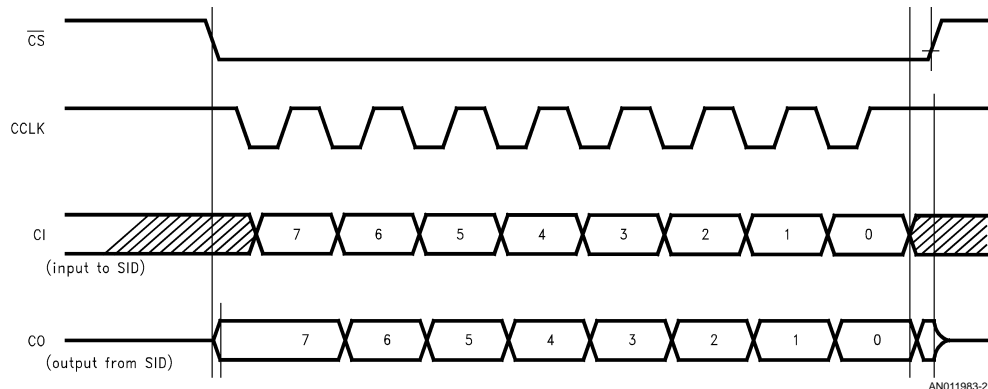 C̅S̅
CCLK
CI 7 6 5 4 3 2 1 0
(input to SID)
CO 7 6 5 4 3 2 1 0
(output from SID)
AN011983-2